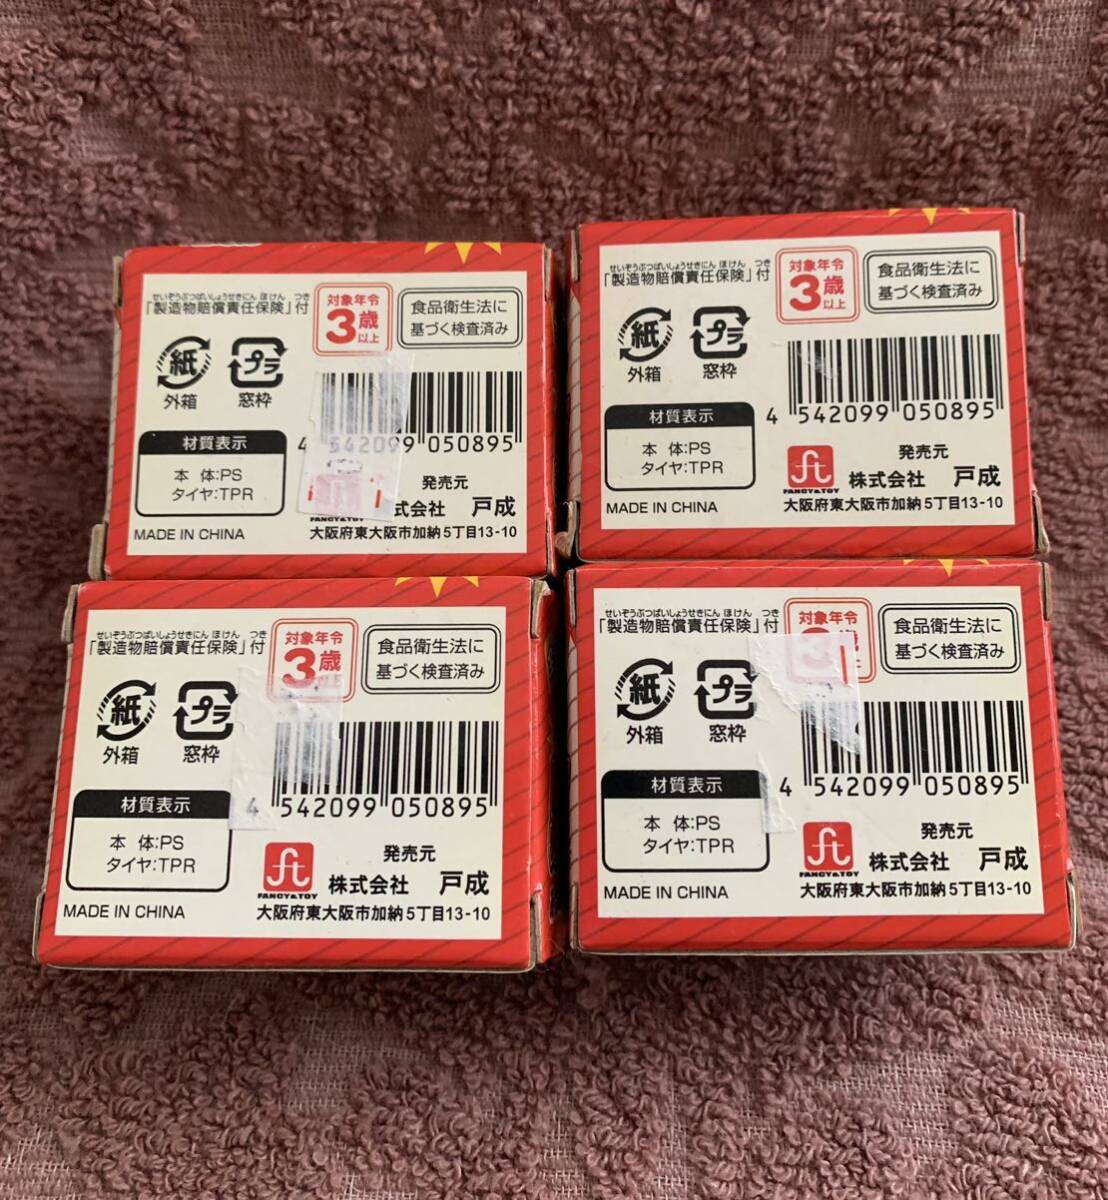 せいぞうぶつばいしょうせきにん ほけん つき
「製造物賠償責任保険」付
対象年令
3歳
以上
食品衛生法に
基づく検査済み
紙
外箱
プラ
窓枠
材質表示
本 体:PS
タイヤ:TPR
4 542099 050895
発売元
株式会社 戸成
FANCY&TOY
大阪府東大阪市加納5丁目13-10
MADE IN CHINA
せいぞうぶつばいしょうせきにん ほけん つき
「製造物賠償責任保険」付
対象年令
3歳
以上
食品衛生法に
基づく検査済み
紙
外箱
プラ
窓枠
材質表示
本 体:PS
タイヤ:TPR
4 542099 050895
ft
FANCY&TOY
発売元
株式会社 戸成
大阪府東大阪市加納5丁目13-10
MADE IN CHINA
せいぞうぶつばいしょうせきにん ほけん つき
「製造物賠償責任保険」付
対象年令
3歳
以上
食品衛生法に
基づく検査済み
紙
外箱
プラ
窓枠
材質表示
本 体:PS
タイヤ:TPR
4 542099 050895
ft
FANCY&TOY
発売元
株式会社 戸成
大阪府東大阪市加納5丁目13-10
MADE IN CHINA
せいぞうぶつばいしょうせきにん ほけん つき
「製造物賠償責任保険」付
対象年令
3歳
食品衛生法に
基づく検査済み
紙
外箱
プラ
窓枠
材質表示
本 体:PS
タイヤ:TPR
4 542099 050895
ft
FANCY&TOY
発売元
株式会社 戸成
大阪府東大阪市加納5丁目13-10
MADE IN CHINA